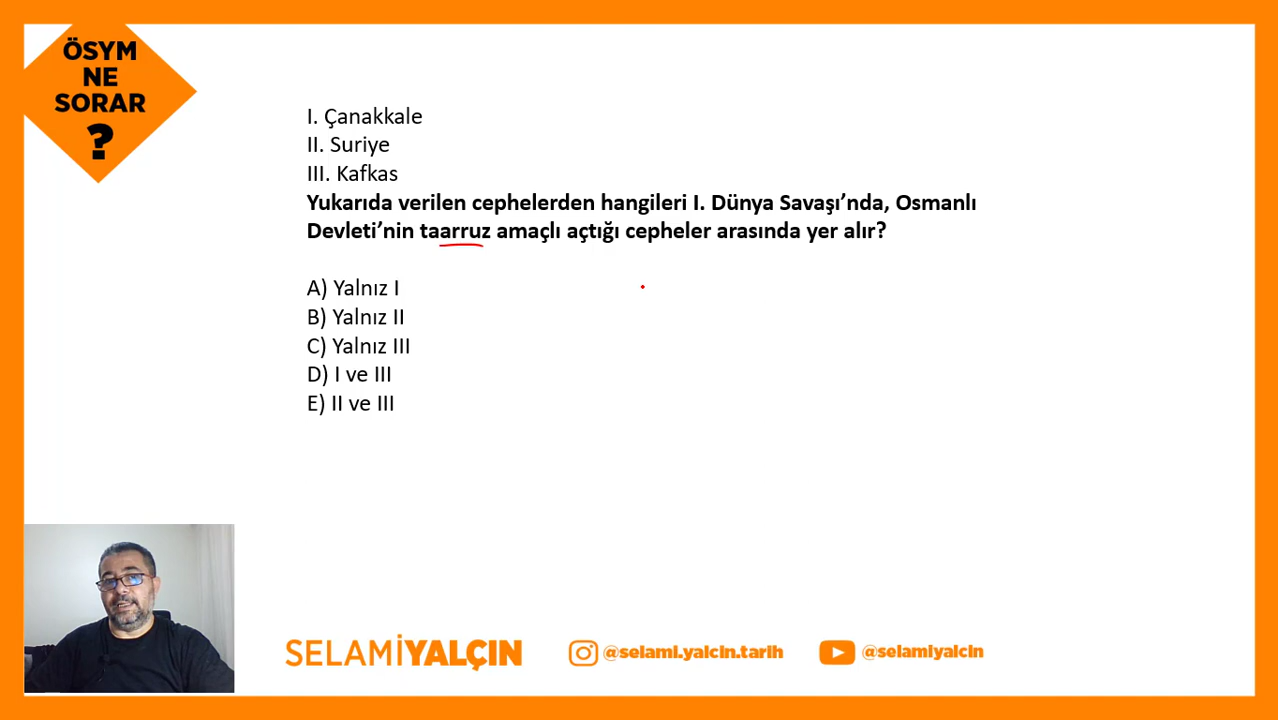 ÖSYM
NE
SORAR
?
I. Çanakkale
II. Suriye
III. Kafkas
Yukarıda verilen cephelerden hangileri I. Dünya Savaşı’nda, Osmanlı
Devleti’nin taarruz amaçlı açtığı cepheler arasında yer alır?
A) Yalnız I
B) Yalnız II
C) Yalnız III
D) I ve III
E) II ve III
SELAMİYALÇIN
@selami.yalcin.tarih
@selamiyalcin